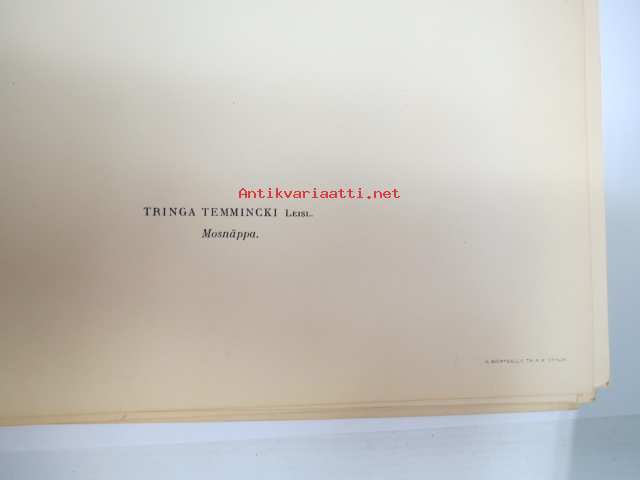 Antikvariaatti.net
TRINGA TEMMINCKI LEISL.
Mosnäppa.